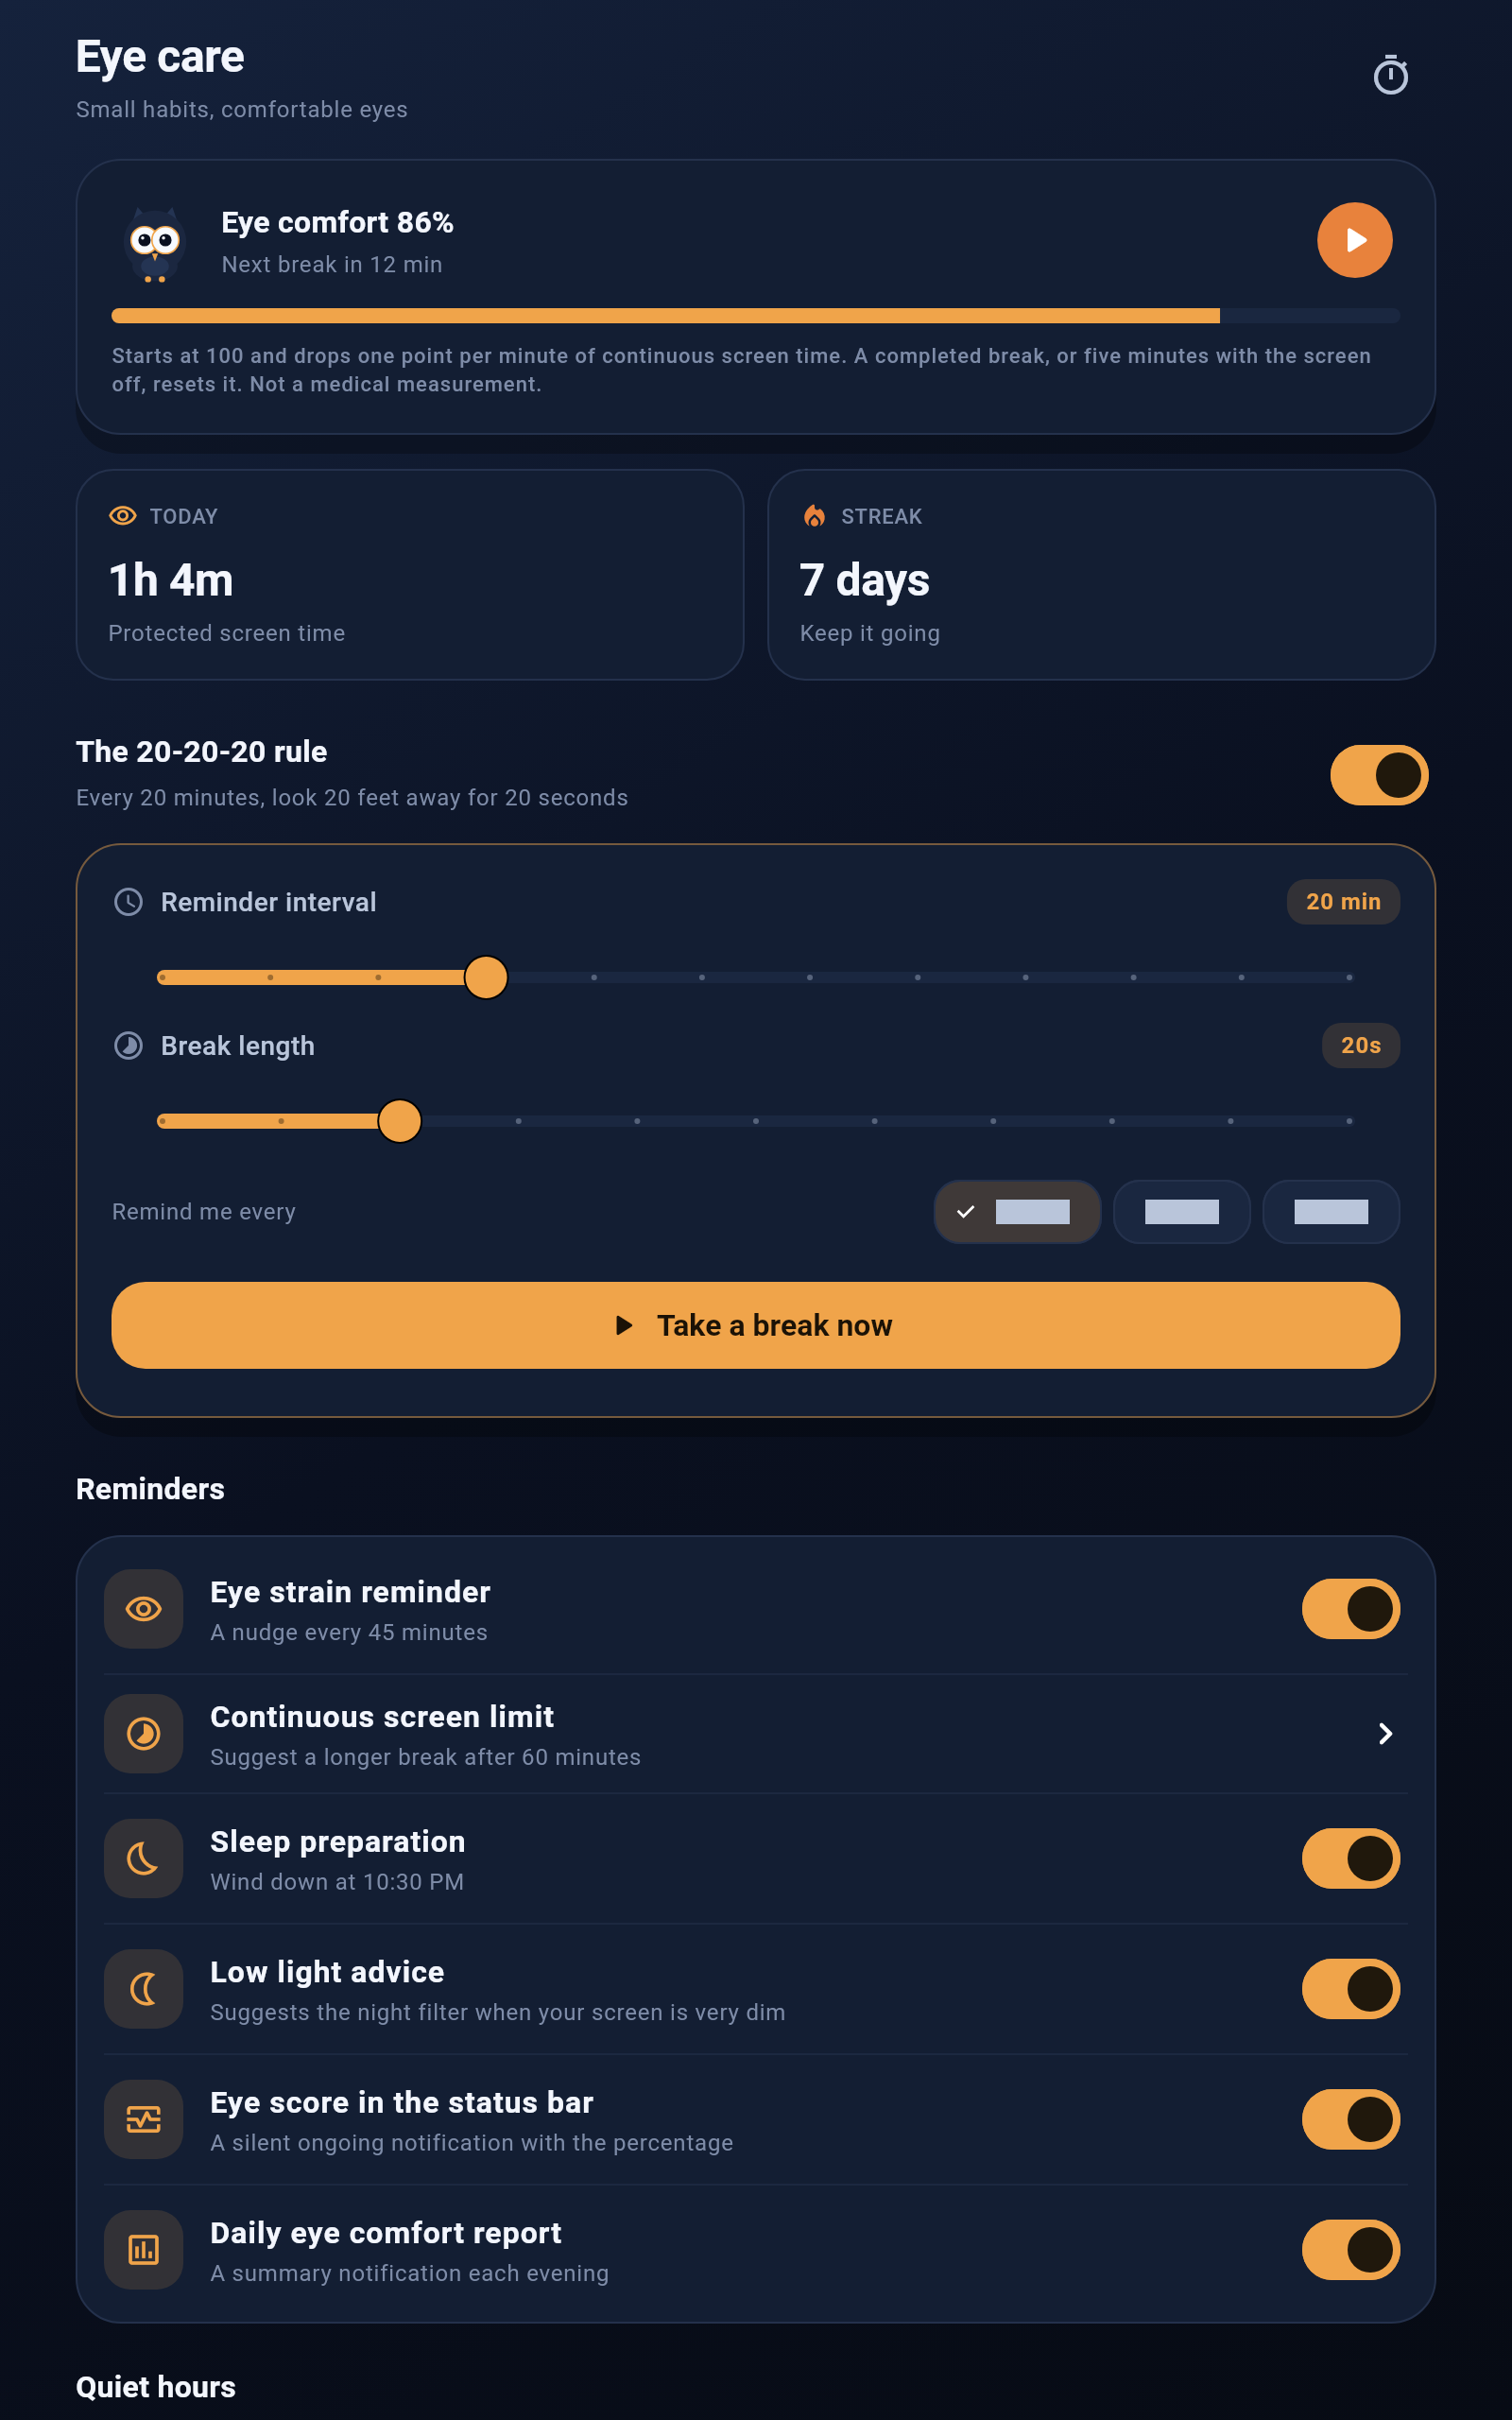 Eye care
Small habits, comfortable eyes
Eye comfort 86%
Next break in 12 min
Starts at 100 and drops one point per minute of continuous screen time. A completed break, or five minutes with the screen
off, resets it. Not a medical measurement.
TODAY
1h 4m
Protected screen time
STREAK
7 days
Keep it going
The 20-20-20 rule
Every 20 minutes, look 20 feet away for 20 seconds
Reminder interval
20 min
Break length
20s
Remind me every
Take a break now
Reminders
Eye strain reminder
A nudge every 45 minutes
Continuous screen limit
Suggest a longer break after 60 minutes
Sleep preparation
Wind down at 10:30 PM
Low light advice
Suggests the night filter when your screen is very dim
Eye score in the status bar
A silent ongoing notification with the percentage
Daily eye comfort report
A summary notification each evening
Quiet hours